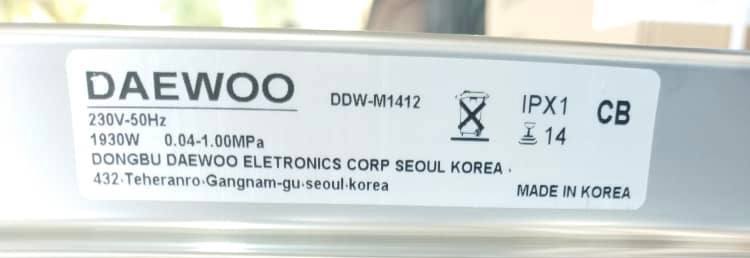 DAEWOO
DDW-M1412
IPX1
CB
230V-50Hz
14
1930W 0.04-1.00MPa
DONGBU DAEWOO ELETRONICS CORP SEOUL KOREA .
432.Teheranro.Gangnam-gu.seoul.korea
MADE IN KOREA